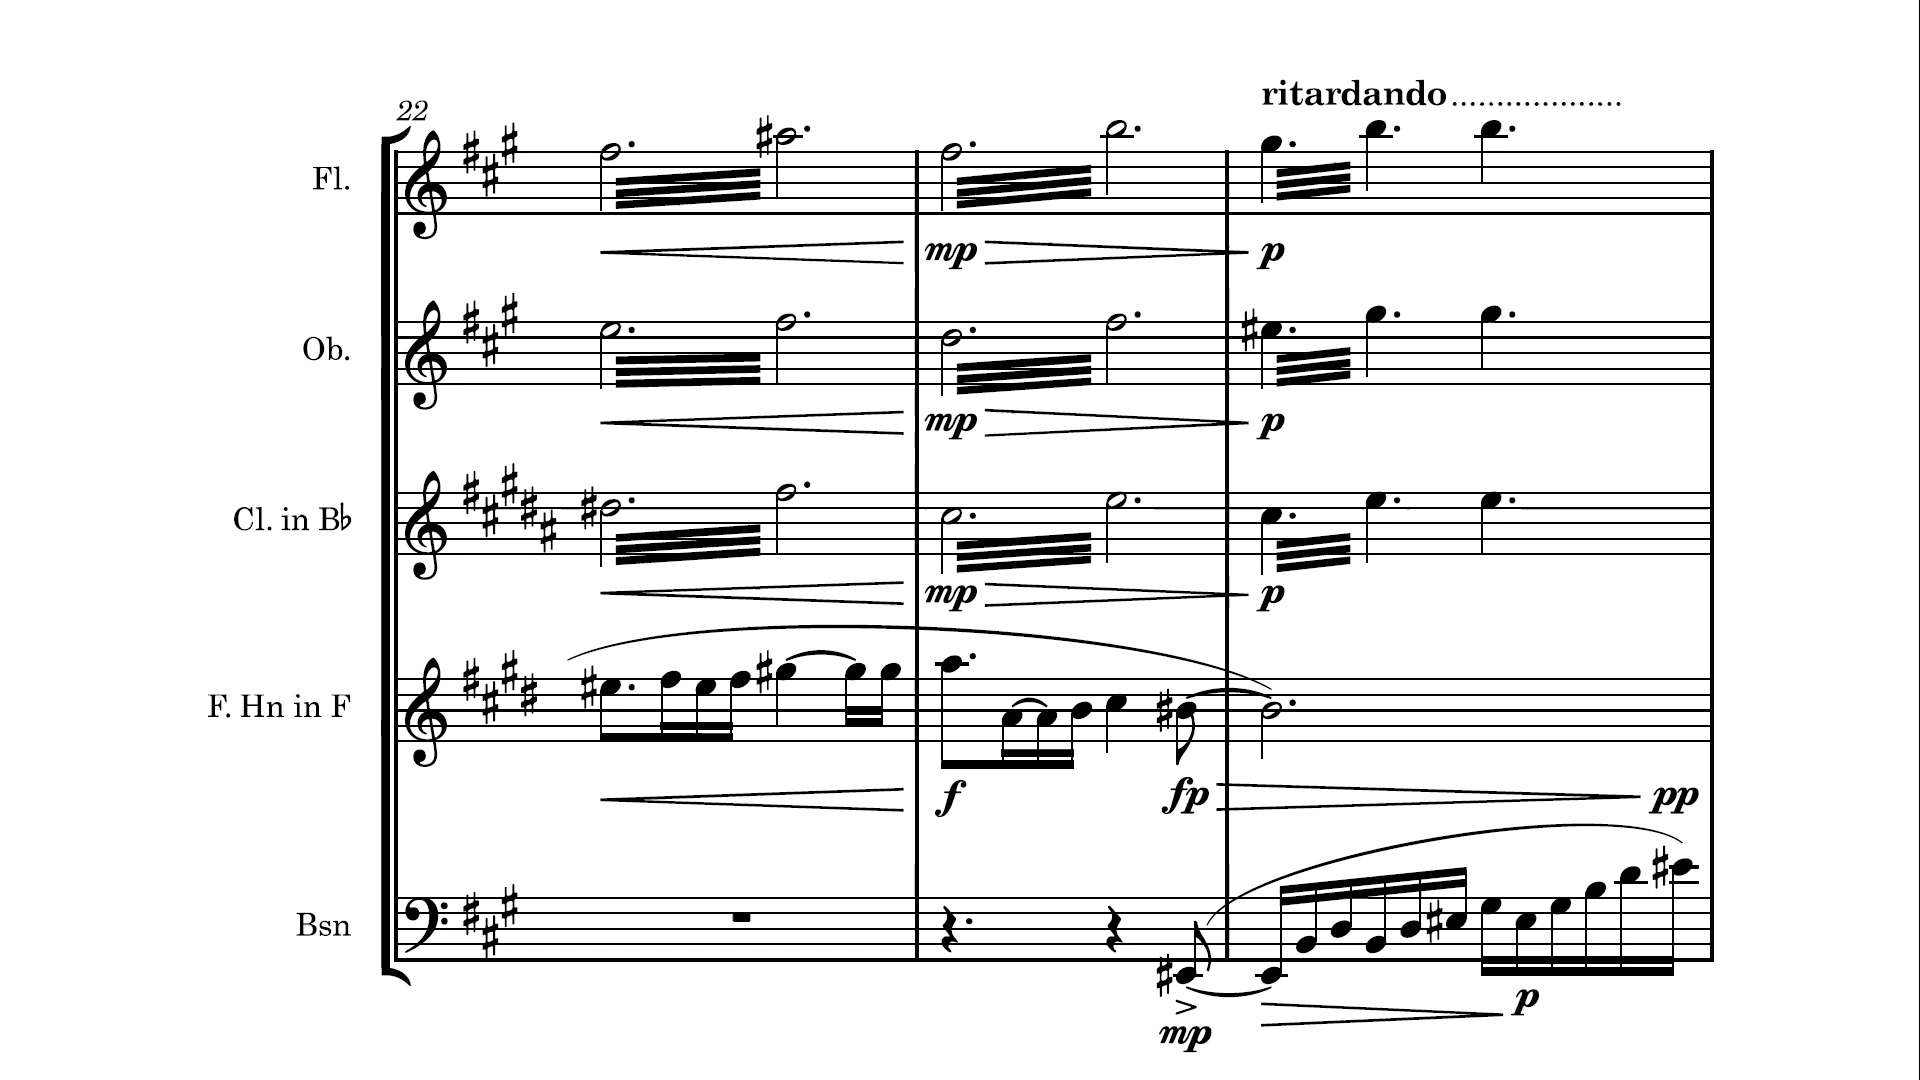 ritardando...................
22
Fl.
mp p
Ob.
mp p
Cl. in B♭
mp p
F. Hn in F
f fp pp
Bsn
p
mp